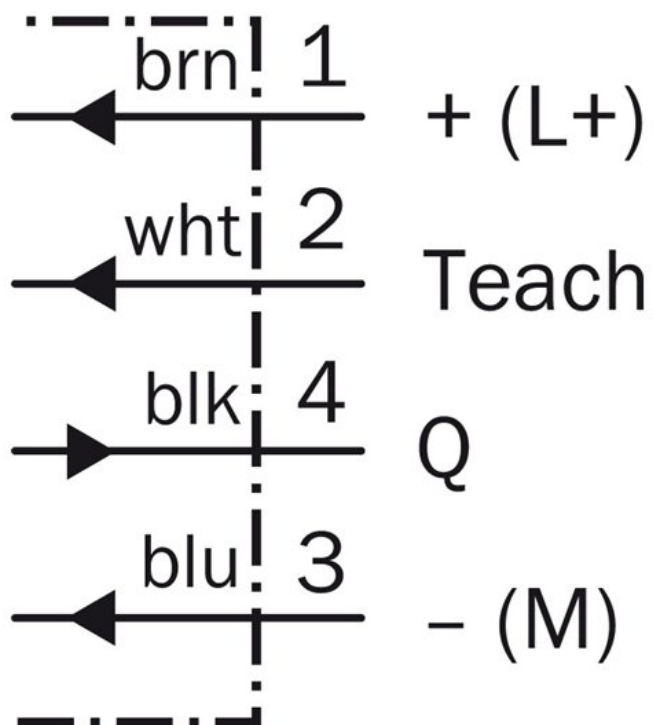 brn 1 + (L+)
wht 2 Teach
blk 4 Q
blu 3 – (M)